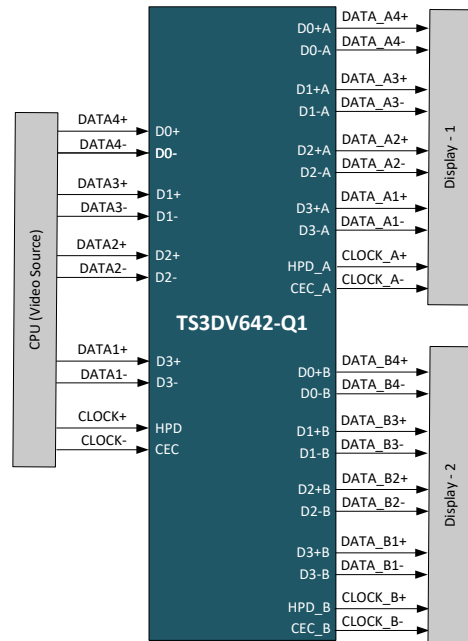 CPU (Video Source)
DATA4+
DATA4-
DATA3+
DATA3-
DATA2+
DATA2-
DATA1+
DATA1-
CLOCK+
CLOCK-
D0+
D0-
D1+
D1-
D2+
D2-
D3+
D3-
HPD
CEC
TS3DV642-Q1
D0+A
D0-A
D1+A
D1-A
D2+A
D2-A
D3+A
D3-A
HPD_A
CEC_A
D0+B
D0-B
D1+B
D1-B
D2+B
D2-B
D3+B
D3-B
HPD_B
CEC_B
DATA_A4+
DATA_A4-
DATA_A3+
DATA_A3-
DATA_A2+
DATA_A2-
DATA_A1+
DATA_A1-
CLOCK_A+
CLOCK_A-
DATA_B4+
DATA_B4-
DATA_B3+
DATA_B3-
DATA_B2+
DATA_B2-
DATA_B1+
DATA_B1-
CLOCK_B+
CLOCK_B-
Display - 1
Display - 2